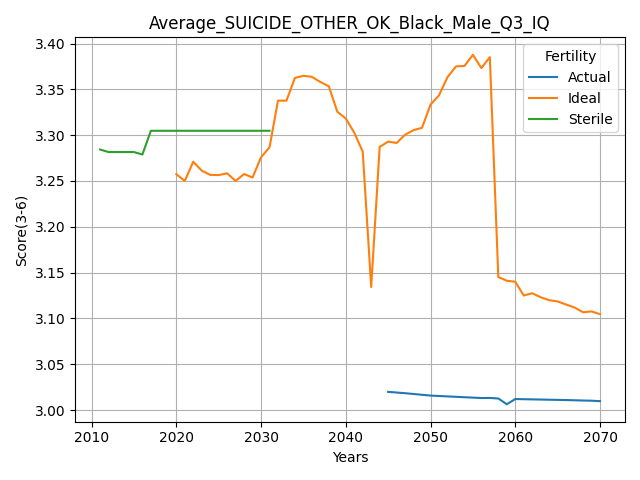 Average_SUICIDE_OTHER_OK_Black_Male_Q3_IQ
Fertility
Actual
Ideal
Sterile
Score(3-6)
3.40
3.35
3.30
3.25
3.20
3.15
3.10
3.05
3.00
2010 2020 2030 2040 2050 2060 2070
Years